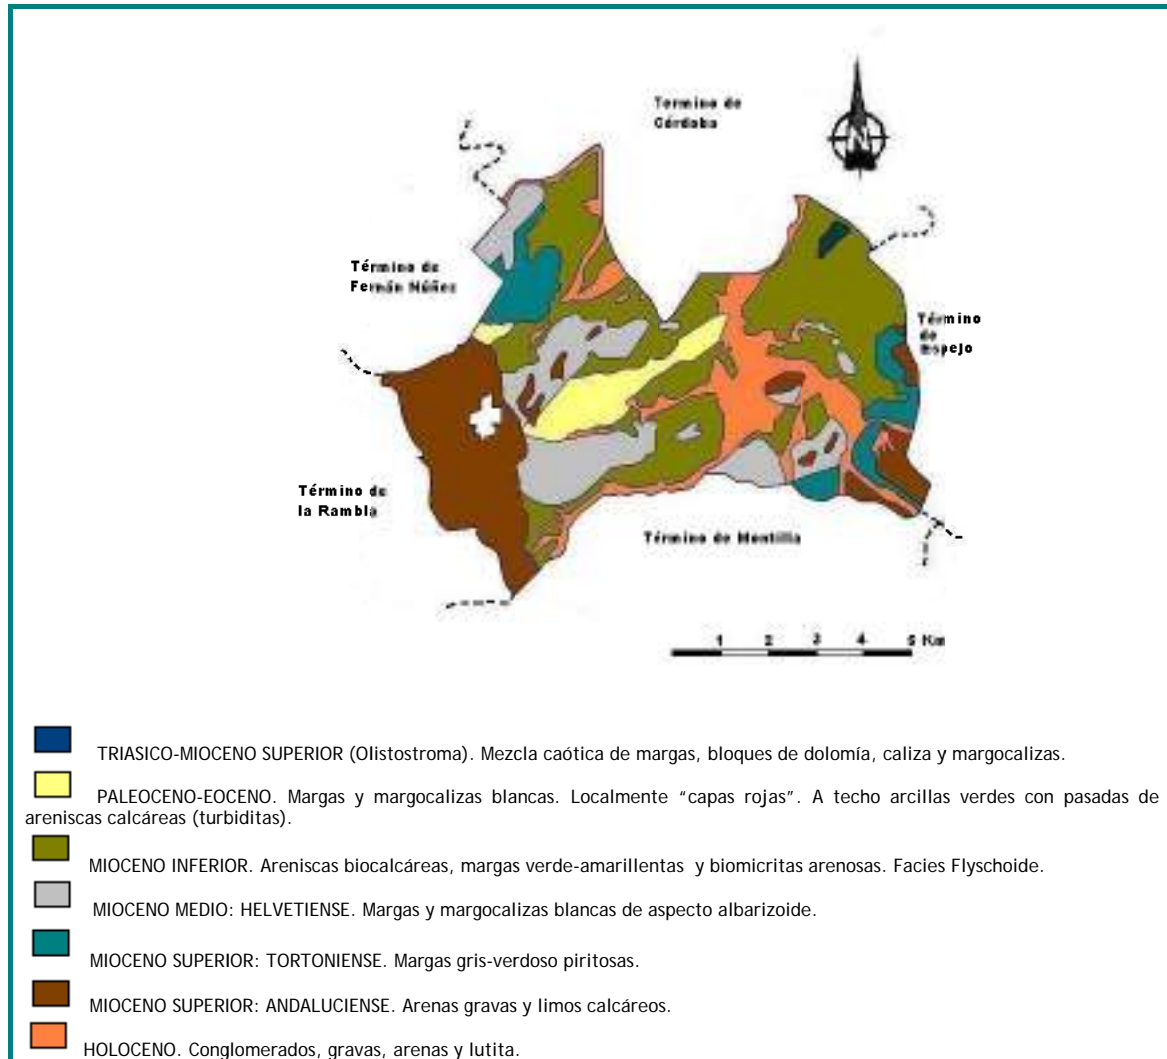 Termino de
Córdoba
N
Término de
Fernán Núñez
Término
de
Espejo
Término de
la Rambla
Término de Montilla
1 2 3 4 5 Km
TRIASICO-MIOCENO SUPERIOR (Olistostroma). Mezcla caótica de margas, bloques de dolomía, caliza y margocalizas.
PALEOCENO-EOCENO. Margas y margocalizas blancas. Localmente "capas rojas". A techo arcillas verdes con pasadas de
areniscas calcáreas (turbiditas).
MIOCENO INFERIOR. Areniscas biocalcáreas, margas verde-amarillentas y biomicritas arenosas. Facies Flyschoide.
MIOCENO MEDIO: HELVETIENSE. Margas y margocalizas blancas de aspecto albarizoide.
MIOCENO SUPERIOR: TORTONIENSE. Margas gris-verdoso piritosas.
MIOCENO SUPERIOR: ANDALUCIENSE. Arenas gravas y limos calcáreos.
HOLOCENO. Conglomerados, gravas, arenas y lutita.